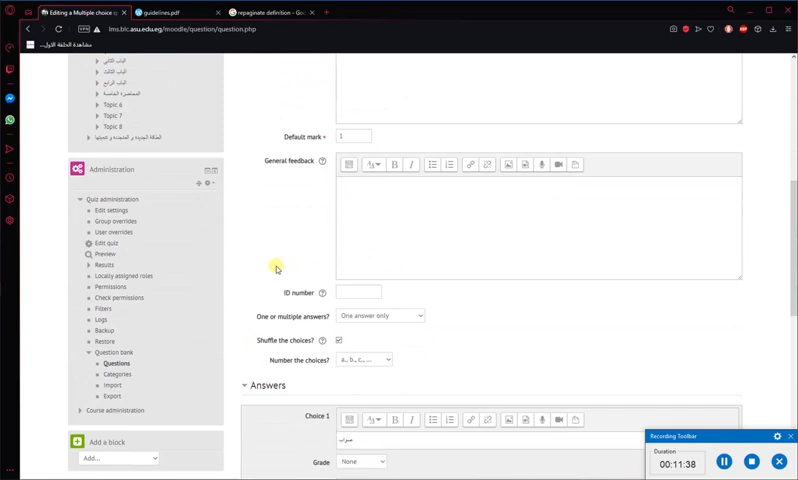 Editing a Multiple choice q
guidelines.pdf
repaginate definition - Goo
VPN
lms.blc.asu.edu.eg/moodle/question/question.php
مشاهدة الحلقة الاول...
الباب الثاني
الباب الثالث
الباب الرابع
المحاضرة الخامسة
Topic 6
Topic 7
Topic 8
الطاقة الجديدة و المتجددة و تنميتها
Default mark
1
General feedback
Administration
Quiz administration
Edit settings
Group overrides
User overrides
Edit quiz
Preview
Results
Locally assigned roles
Permissions
Check permissions
Filters
Logs
Backup
Restore
Question bank
Questions
Categories
Import
Export
Course administration
Add a block
Add...
ID number
One or multiple answers?
One answer only
Shuffle the choices?
Number the choices?
a., b., c., ...
Answers
Choice 1
صواب
Grade
None
Recording Toolbar
Duration
00:11:38